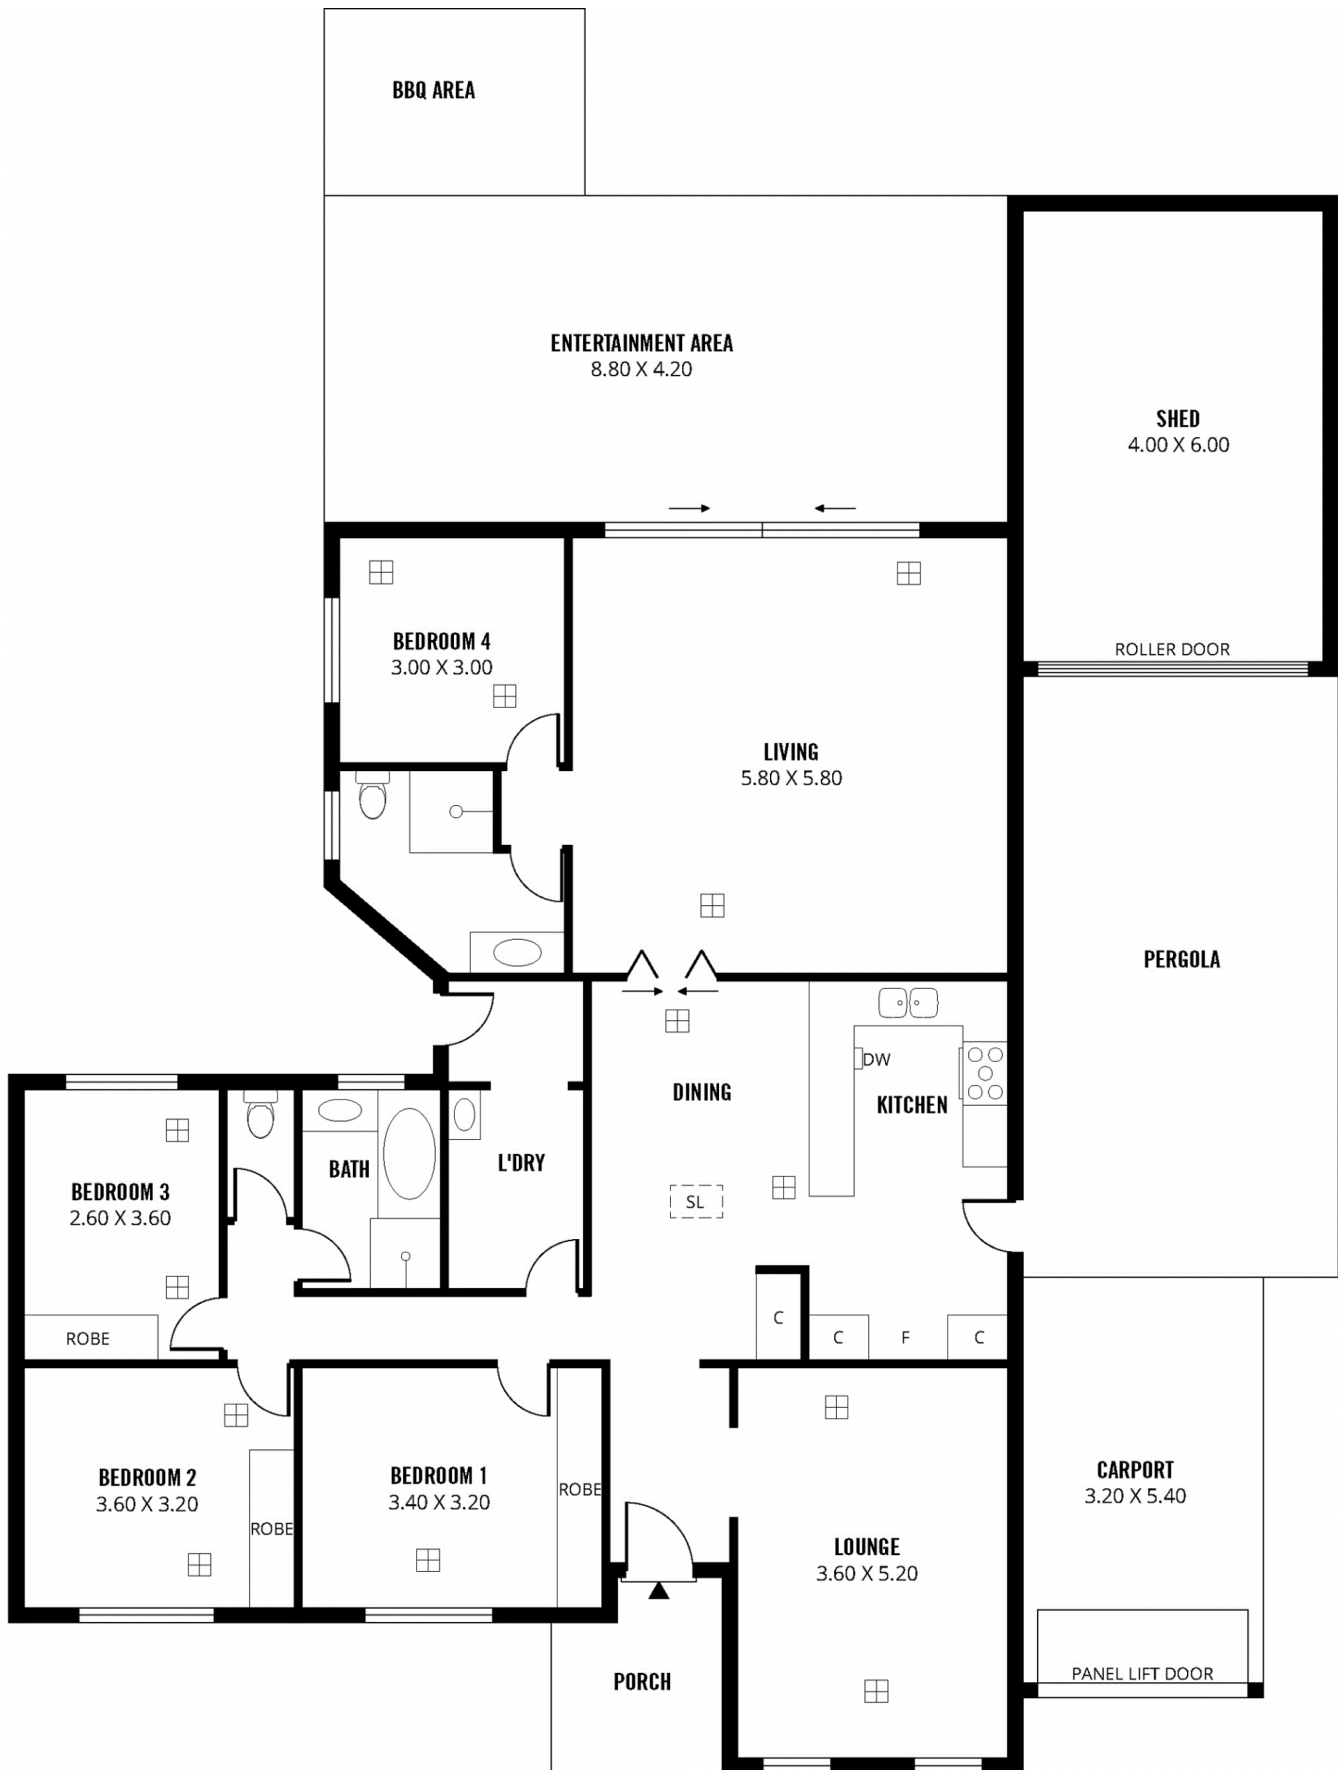 BBQ AREA
ENTERTAINMENT AREA
8.80 X 4.20
SHED
4.00 X 6.00
ROLLER DOOR
BEDROOM 4
3.00 X 3.00
LIVING
5.80 X 5.80
PERGOLA
DW
DINING
KITCHEN
BATH
L'DRY
BEDROOM 3
2.60 X 3.60
SL
ROBE
C
C
F
C
BEDROOM 2
3.60 X 3.20
ROBE
BEDROOM 1
3.40 X 3.20
ROBE
LOUNGE
3.60 X 5.20
CARPORT
3.20 X 5.40
PANEL LIFT DOOR
PORCH